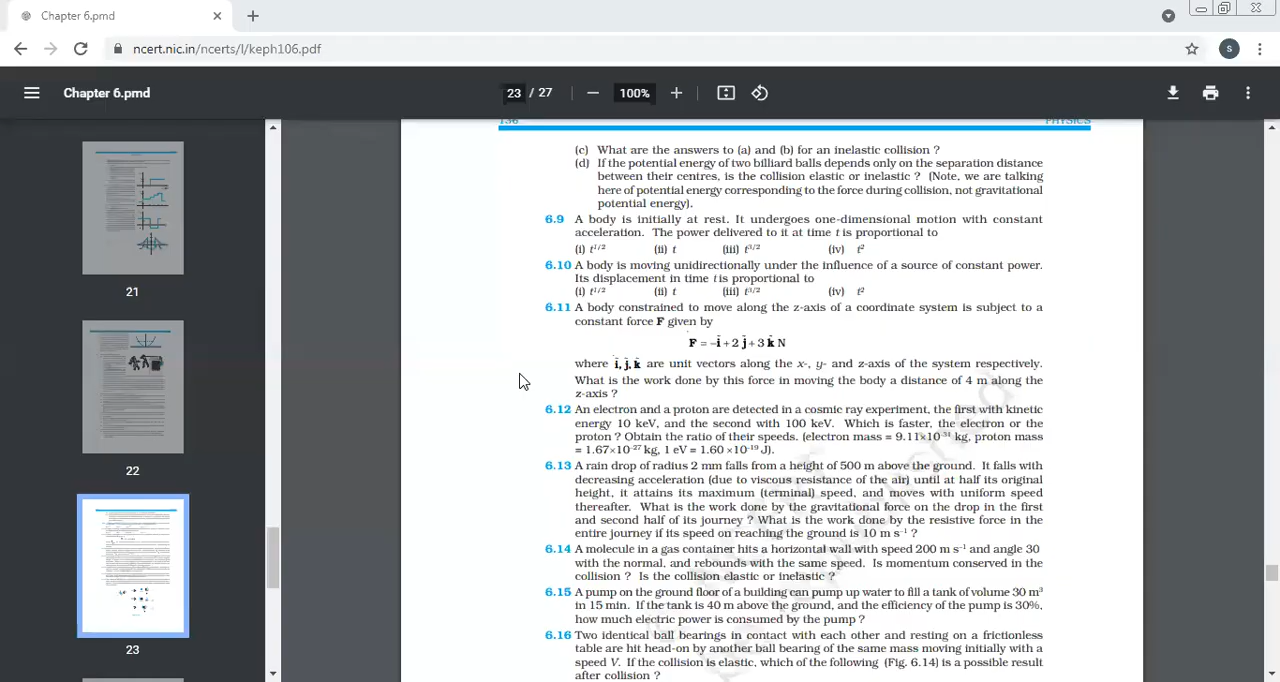 Chapter 6.pmd
ncert.nic.in/ncerts/l/keph106.pdf
S
Chapter 6.pmd
23 / 27
100%
21
22
23
136
PHYSICS
(c) What are the answers to (a) and (b) for an inelastic collision ?
(d) If the potential energy of two billiard balls depends only on the separation distance
between their centres, is the collision elastic or inelastic ? (Note, we are talking
here of potential energy corresponding to the force during collision, not gravitational
potential energy).
6.9 A body is initially at rest. It undergoes one-dimensional motion with constant
acceleration. The power delivered to it at time t is proportional to
(i) t^1/2 (ii) t (iii) t^3/2 (iv) t²
6.10 A body is moving unidirectionally under the influence of a source of constant power.
Its displacement in time t is proportional to
(i) t^1/2 (ii) t (iii) t^3/2 (iv) t²
6.11 A body constrained to move along the z-axis of a coordinate system is subject to a
constant force F given by
F = –î + 2 ĵ + 3 k̂ N
where î, ĵ, k̂ are unit vectors along the x-, y- and z-axis of the system respectively.
What is the work done by this force in moving the body a distance of 4 m along the
z-axis ?
6.12 An electron and a proton are detected in a cosmic ray experiment, the first with kinetic
energy 10 keV, and the second with 100 keV. Which is faster, the electron or the
proton ? Obtain the ratio of their speeds. (electron mass = 9.11×10⁻³¹ kg, proton mass
= 1.67×10⁻²⁷ kg, 1 eV = 1.60 ×10⁻¹⁹ J).
6.13 A rain drop of radius 2 mm falls from a height of 500 m above the ground. It falls with
decreasing acceleration (due to viscous resistance of the air) until at half its original
height, it attains its maximum (terminal) speed, and moves with uniform speed
thereafter. What is the work done by the gravitational force on the drop in the first
and second half of its journey ? What is the work done by the resistive force in the
entire journey if its speed on reaching the ground is 10 m s⁻¹ ?
6.14 A molecule in a gas container hits a horizontal wall with speed 200 m s⁻¹ and angle 30
with the normal, and rebounds with the same speed. Is momentum conserved in the
collision ? Is the collision elastic or inelastic ?
6.15 A pump on the ground floor of a building can pump up water to fill a tank of volume 30 m³
in 15 min. If the tank is 40 m above the ground, and the efficiency of the pump is 30%,
how much electric power is consumed by the pump ?
6.16 Two identical ball bearings in contact with each other and resting on a frictionless
table are hit head-on by another ball bearing of the same mass moving initially with a
speed V. If the collision is elastic, which of the following (Fig. 6.14) is a possible result
after collision ?